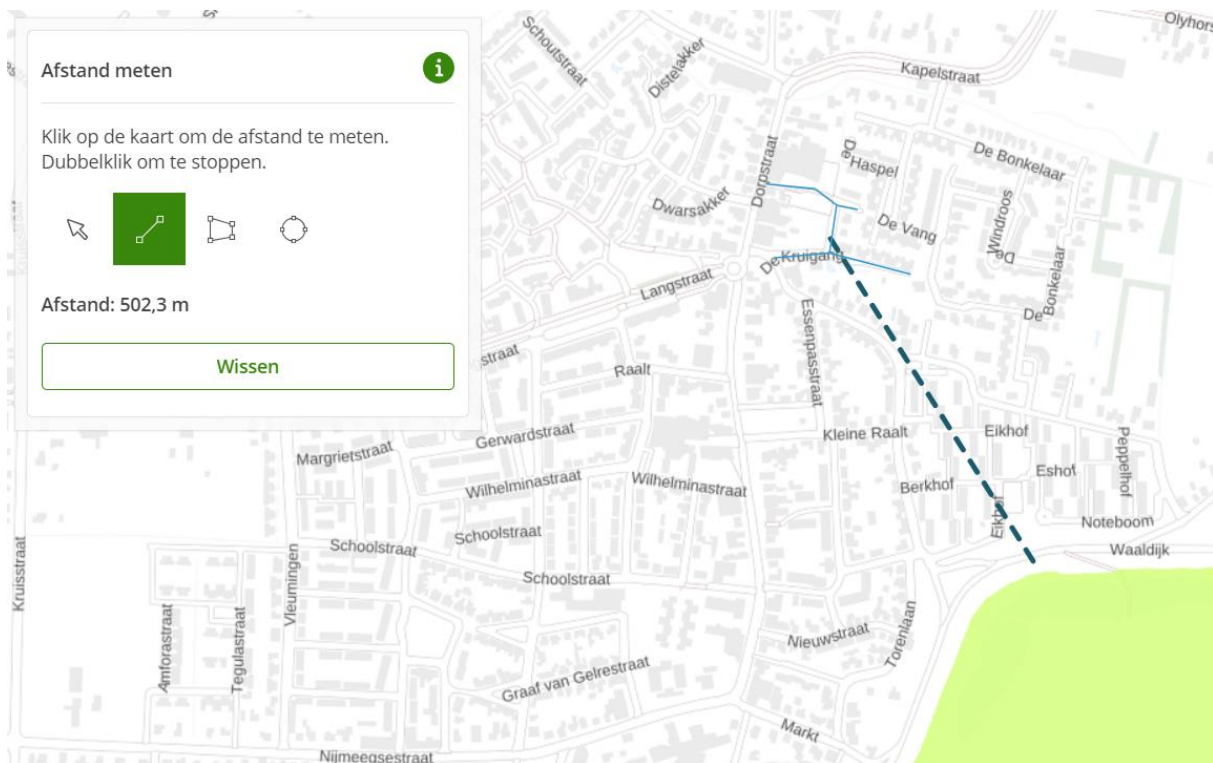 Afstand meten
i
Klik op de kaart om de afstand te meten.
Dubbelklik om te stoppen.
Afstand: 502,3 m
Wissen
Schoutstraat
Distelakker
Olyhors
Kapelstraat
Dorpstraat
De Haspel
De Bonkelaar
Dwarsakker
De Vang
De Windroos
De Kruigang
De Bonkelaar
Langstraat
Essenpasstraat
straat
Raalt
Gerwardstraat
Kleine Raalt
Eikhof
Peppelhof
Margrietstraat
Wilhelminastraat
Wilhelminastraat
Berkhof
Eshof
Eikhof
Noteboom
Schoolstraat
Schoolstraat
Waaldijk
Kruisstraat
Vleumingen
Schoolstraat
Amforastraat
Tegulastraat
Nieuwstraat
Torenlaan
Graaf van Gelrestraat
Markt
Nijmeegsestraat